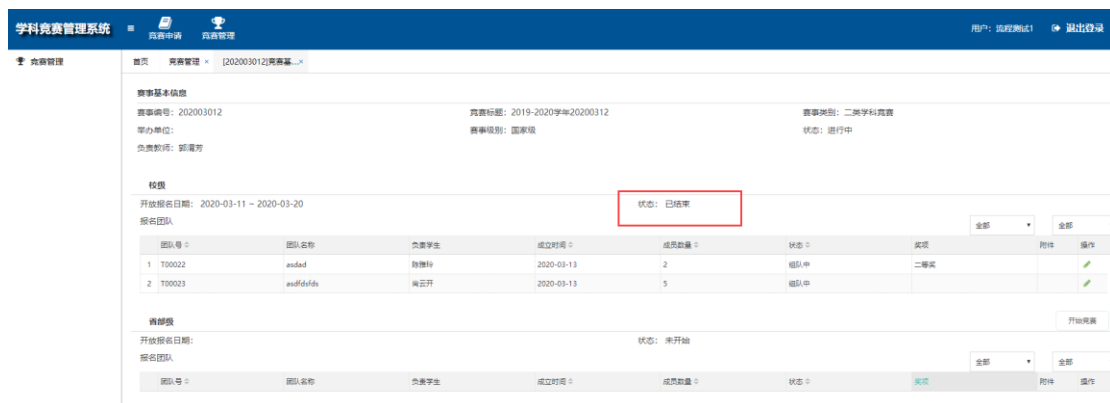 学科竞赛管理系统 竞赛申请 竞赛管理 用户：流程测试1 退出登录
竞赛管理 首页 竞赛管理 × [202003012]竞赛基...×
赛事基本信息
赛事编号：202003012 竞赛标题：2019-2020学年20200312 赛事类别：二类学科竞赛
举办单位： 赛事级别：国家级 状态：进行中
负责教师：郭
校级
开放报名日期：2020-03-11 ~ 2020-03-20 状态：已结束
报名团队 全部 全部
团队号 团队名称 负责学生 成立时间 成员数量 状态 奖项 附件 操作
1 T00022 asdad 陈雅玲 2020-03-13 2 组队中 二等奖
2 T00023 asdfdsfds 尚云开 2020-03-13 5 组队中
省部级 开始竞赛
开放报名日期： 状态：未开始
报名团队 全部 全部
团队号 团队名称 负责学生 成立时间 成员数量 状态 奖项 附件 操作